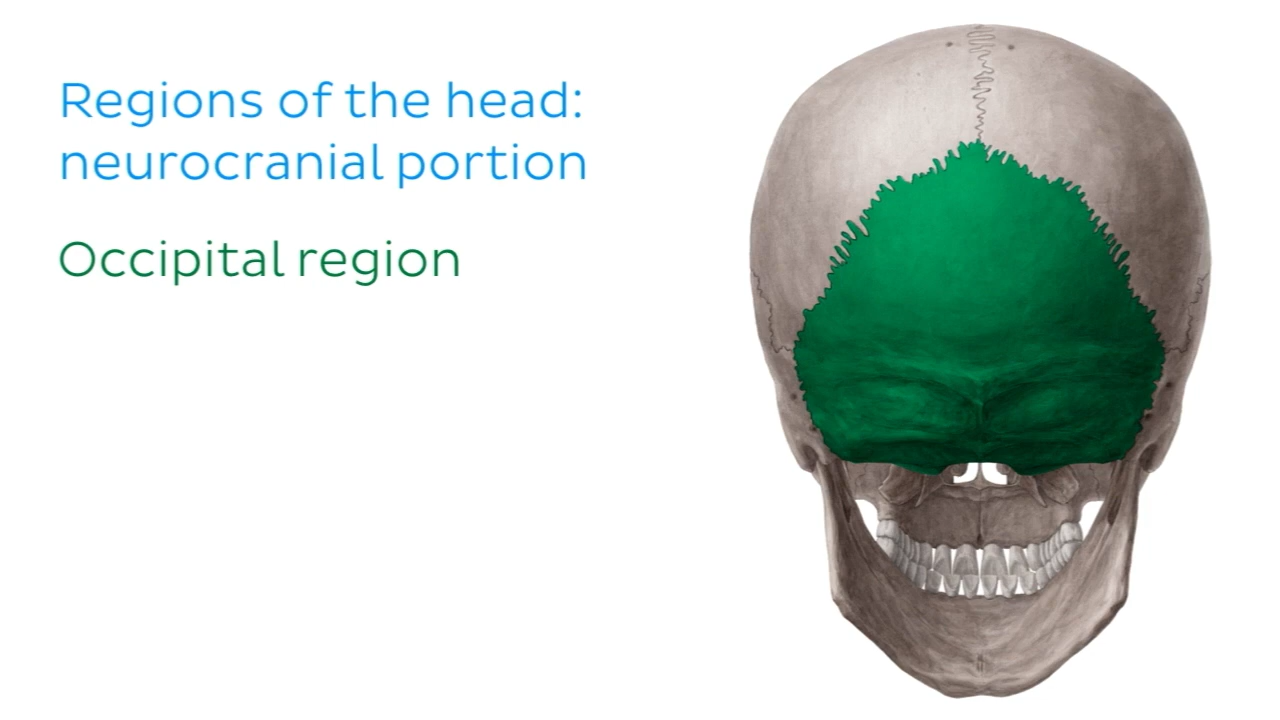 Regions of the head:
neurocranial portion
Occipital region